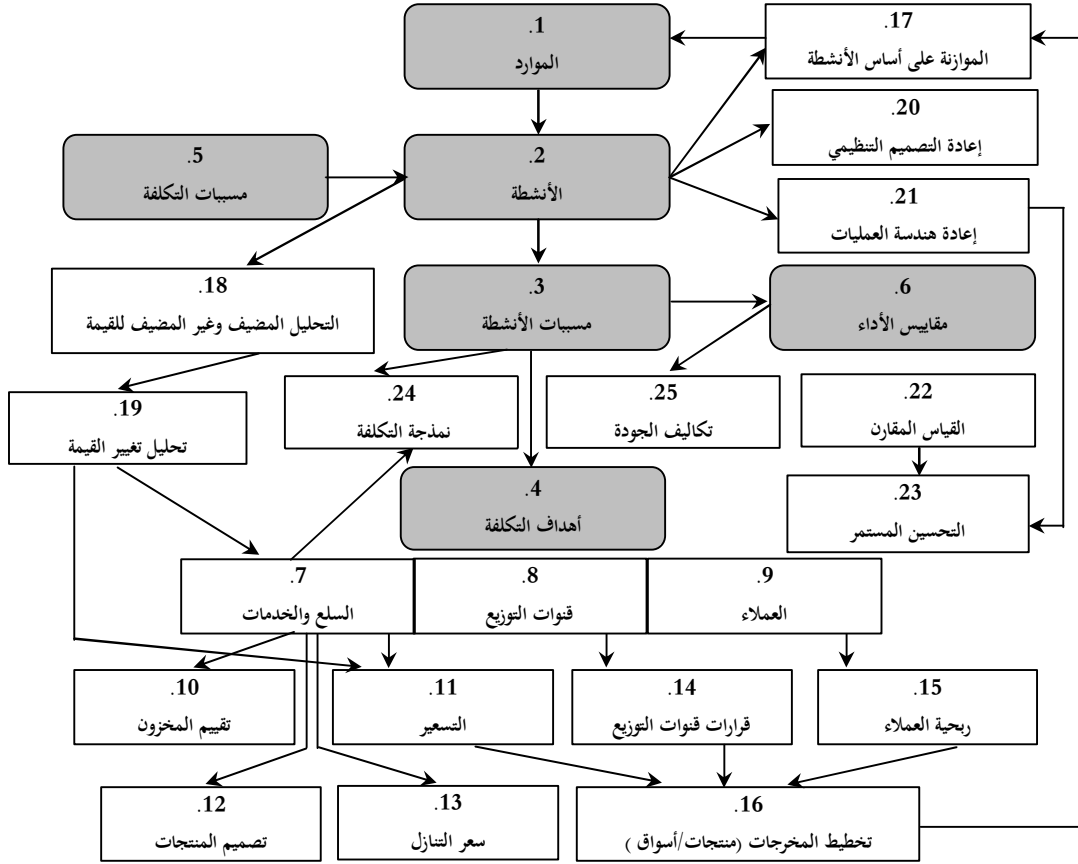 1.
الموارد
17.
الموازنة على أساس الأنشطة
20.
إعادة التصميم التنظيمي
5.
مسببات التكلفة
2.
الأنشطة
21.
إعادة هندسة العمليات
18.
التحليل المضيف وغير المضيف للقيمة
3.
مسببات الأنشطة
6.
مقاييس الأداء
19.
تحليل تغيير القيمة
24.
نمذجة التكلفة
25.
تكاليف الجودة
22.
القياس المقارن
4.
أهداف التكلفة
23.
التحسين المستمر
7.
السلع والخدمات
8.
قنوات التوزيع
9.
العملاء
10.
تقييم المخزون
11.
التسعير
14.
قرارات قنوات التوزيع
15.
ربحية العملاء
12.
تصميم المنتجات
13.
سعر التنازل
16.
تخطيط المخرجات (منتجات/أسواق )